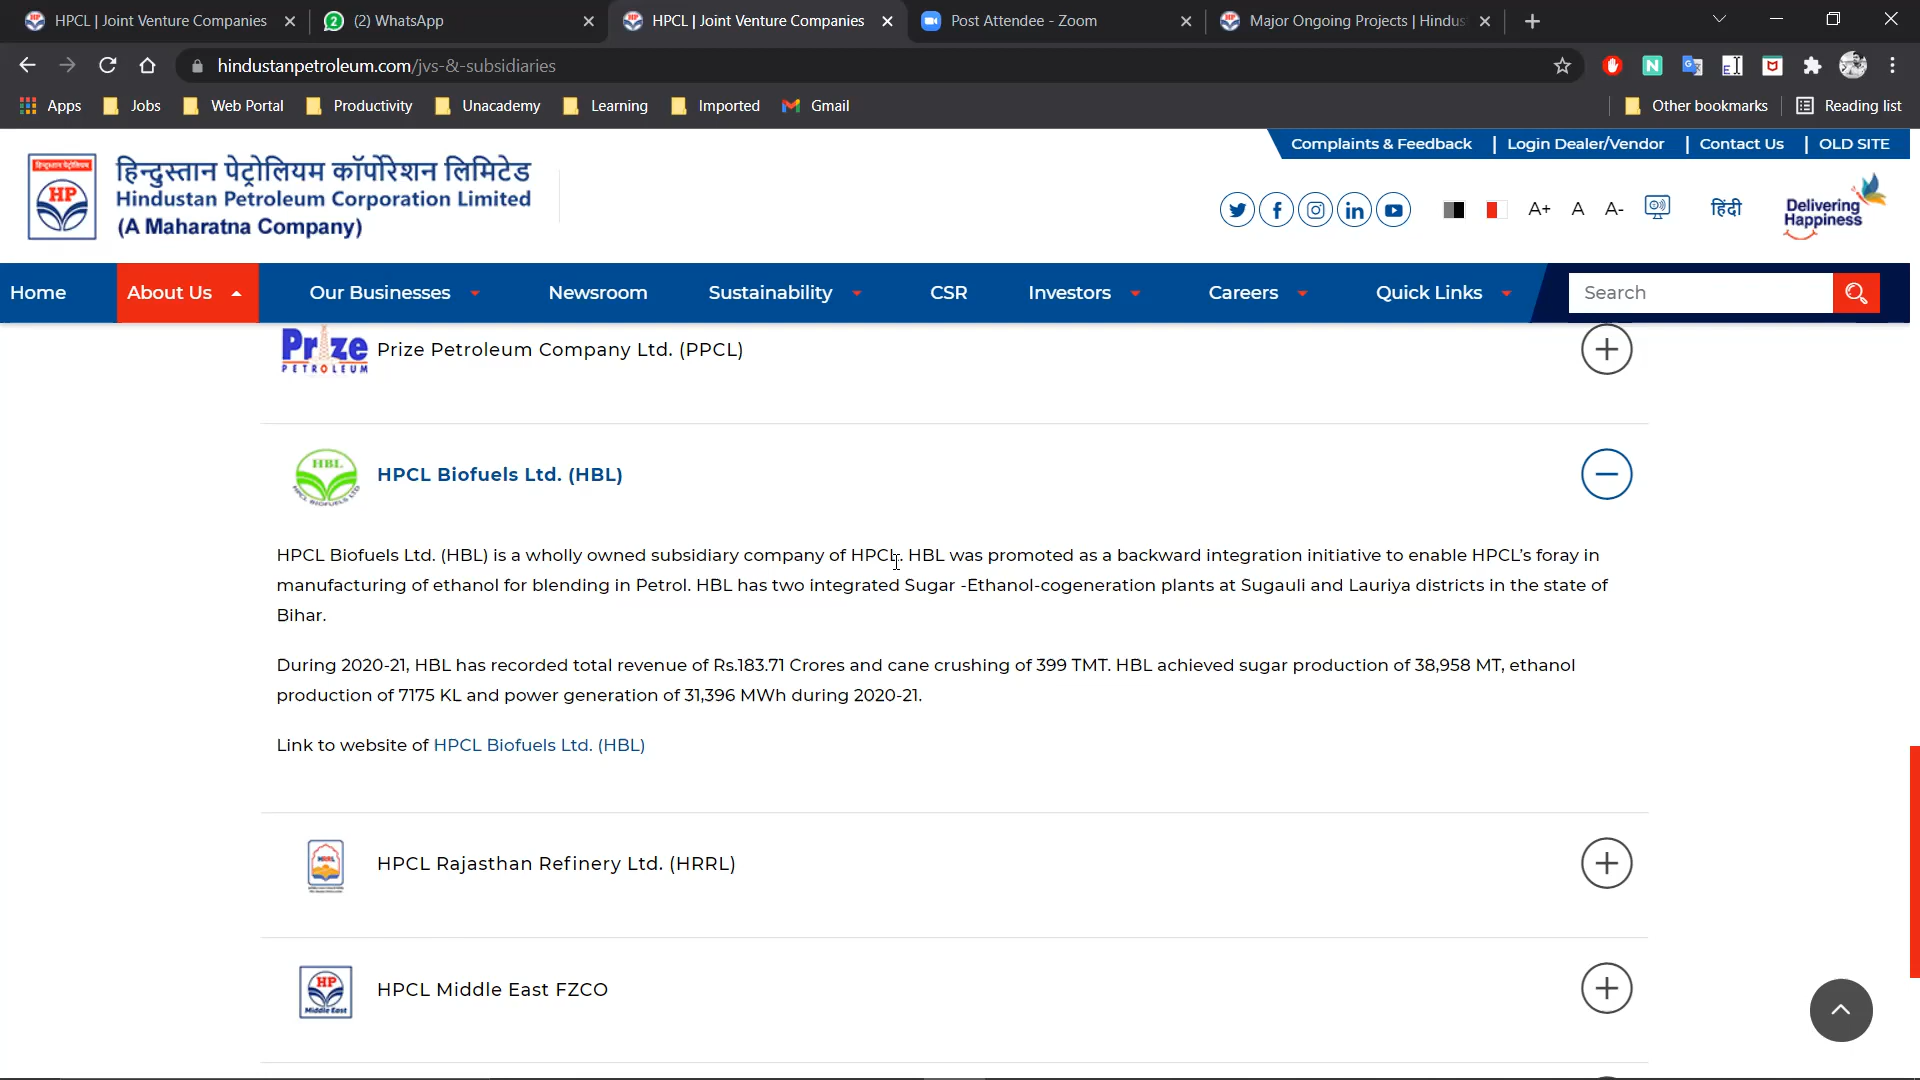 HPCL | Joint Venture Companies
(2) WhatsApp
HPCL | Joint Venture Companies
Post Attendee - Zoom
Major Ongoing Projects | Hindus
hindustanpetroleum.com/jvs-&-subsidiaries
Apps
Jobs
Web Portal
Productivity
Unacademy
Learning
Imported
Gmail
Other bookmarks
Reading list
Complaints & Feedback | Login Dealer/Vendor | Contact Us | OLD SITE
हिन्दुस्तान पेट्रोलियम
HP
हिन्दुस्तान पेट्रोलियम कॉर्पोरेशन लिमिटेड
Hindustan Petroleum Corporation Limited
(A Maharatna Company)
A+ A A-
हिंदी
Delivering
Happiness
Home
About Us
Our Businesses
Newsroom
Sustainability
CSR
Investors
Careers
Quick Links
Search
Prize
PETROLEUM
Prize Petroleum Company Ltd. (PPCL)
HBL
HPCL BIOFUELS LTD
HPCL Biofuels Ltd. (HBL)
HPCL Biofuels Ltd. (HBL) is a wholly owned subsidiary company of HPCL. HBL was promoted as a backward integration initiative to enable HPCL's foray in
manufacturing of ethanol for blending in Petrol. HBL has two integrated Sugar -Ethanol-cogeneration plants at Sugauli and Lauriya districts in the state of
Bihar.
During 2020-21, HBL has recorded total revenue of Rs.183.71 Crores and cane crushing of 399 TMT. HBL achieved sugar production of 38,958 MT, ethanol
production of 7175 KL and power generation of 31,396 MWh during 2020-21.
Link to website of HPCL Biofuels Ltd. (HBL)
HRRL
HPCL Rajasthan Refinery Ltd. (HRRL)
HP
Middle East
HPCL Middle East FZCO